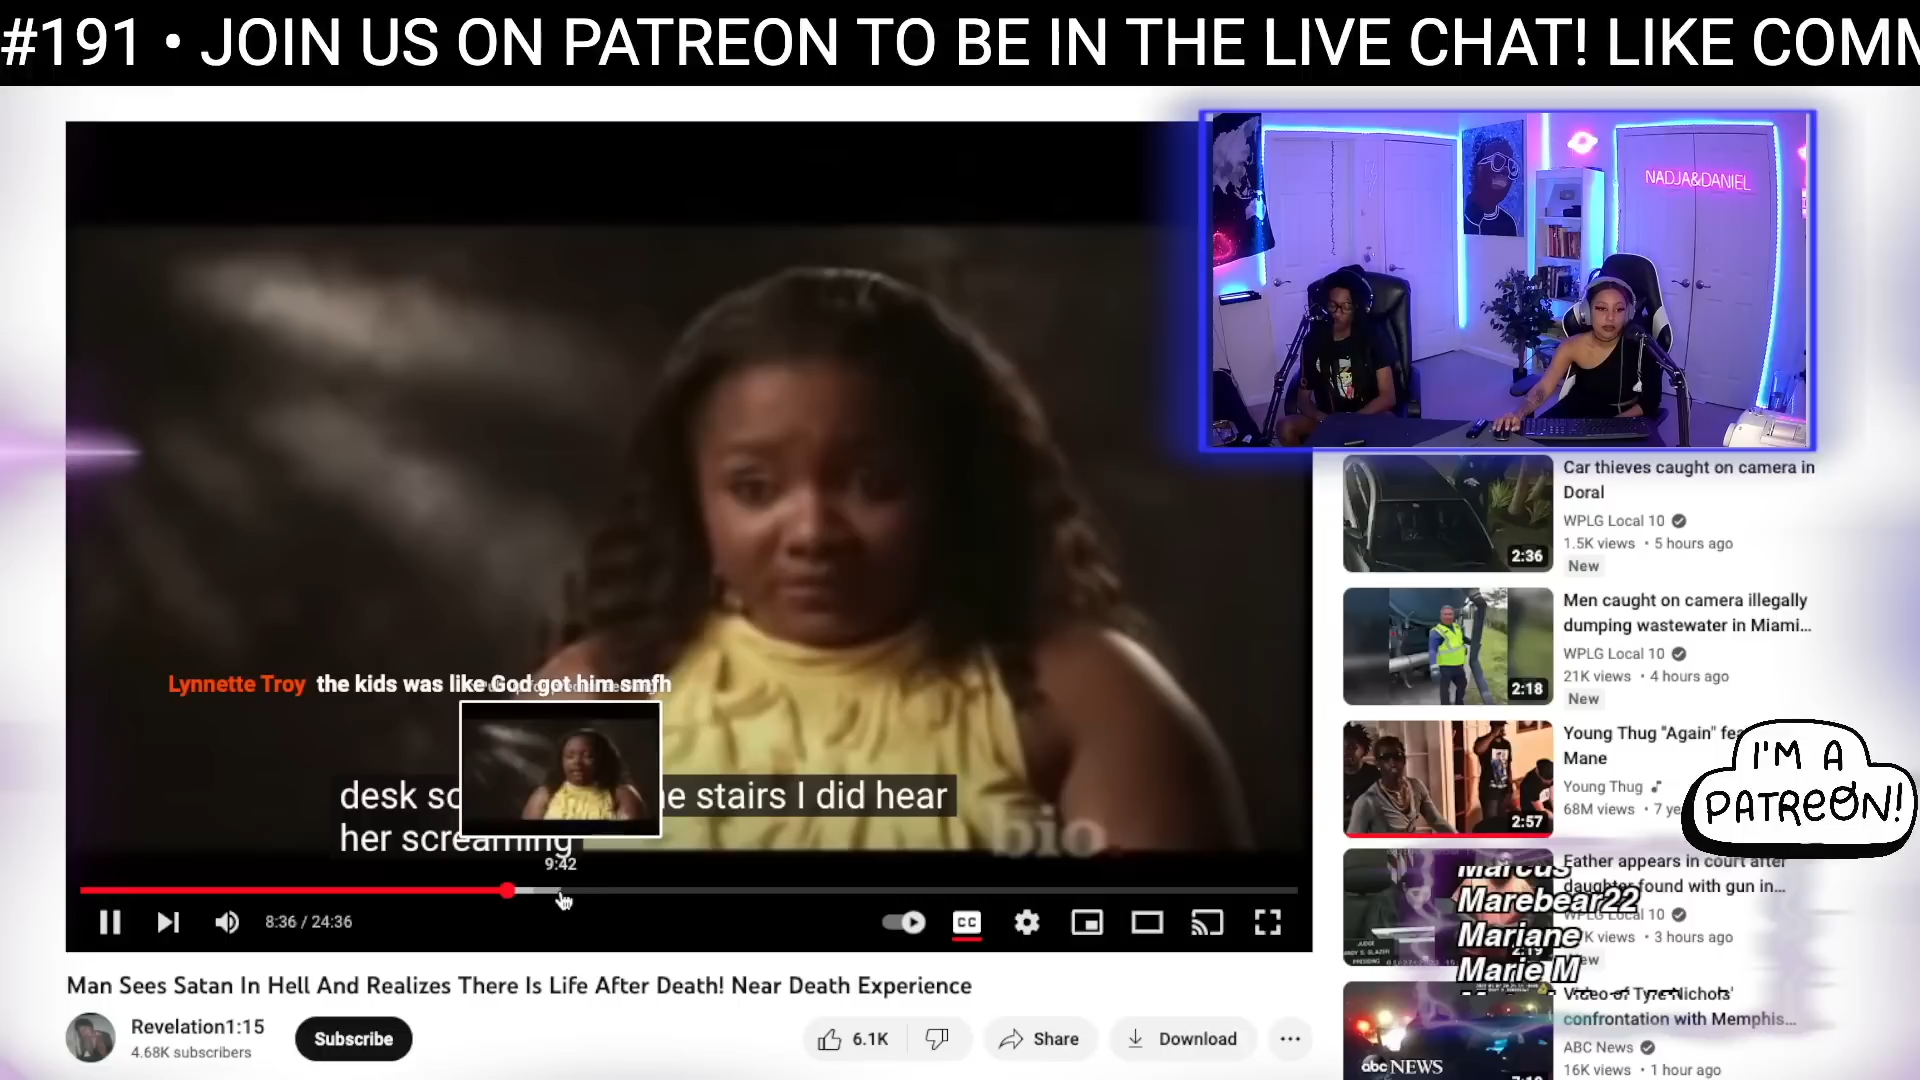 #191 • JOIN US ON PATREON TO BE IN THE LIVE CHAT! LIKE COMM
NADJA&DANIEL
Lynnette Troy the kids was like God got him smfh
desk so
e stairs I did hear
her screaming
bio.
9:42
8:36 / 24:36
CC
Man Sees Satan In Hell And Realizes There Is Life After Death! Near Death Experience
Revelation1:15
4.68K subscribers
Subscribe
6.1K
Share
Download
Car thieves caught on camera in
Doral
WPLG Local 10
1.5K views • 5 hours ago
New
2:36
Men caught on camera illegally
dumping wastewater in Miami...
WPLG Local 10
21K views • 4 hours ago
New
2:18
Young Thug "Again" fea
Mane
Young Thug
68M views • 7 ye
2:57
I'M A
PATREON!
Father appears in court after
daughter found with gun in...
WPLG Local 10
K views • 3 hours ago
2:19
Marcus
Marebear22
Mariane
Marie M
Video of Tyre Nichols'
confrontation with Memphis...
ABC News
16K views • 1 hour ago
abc NEWS